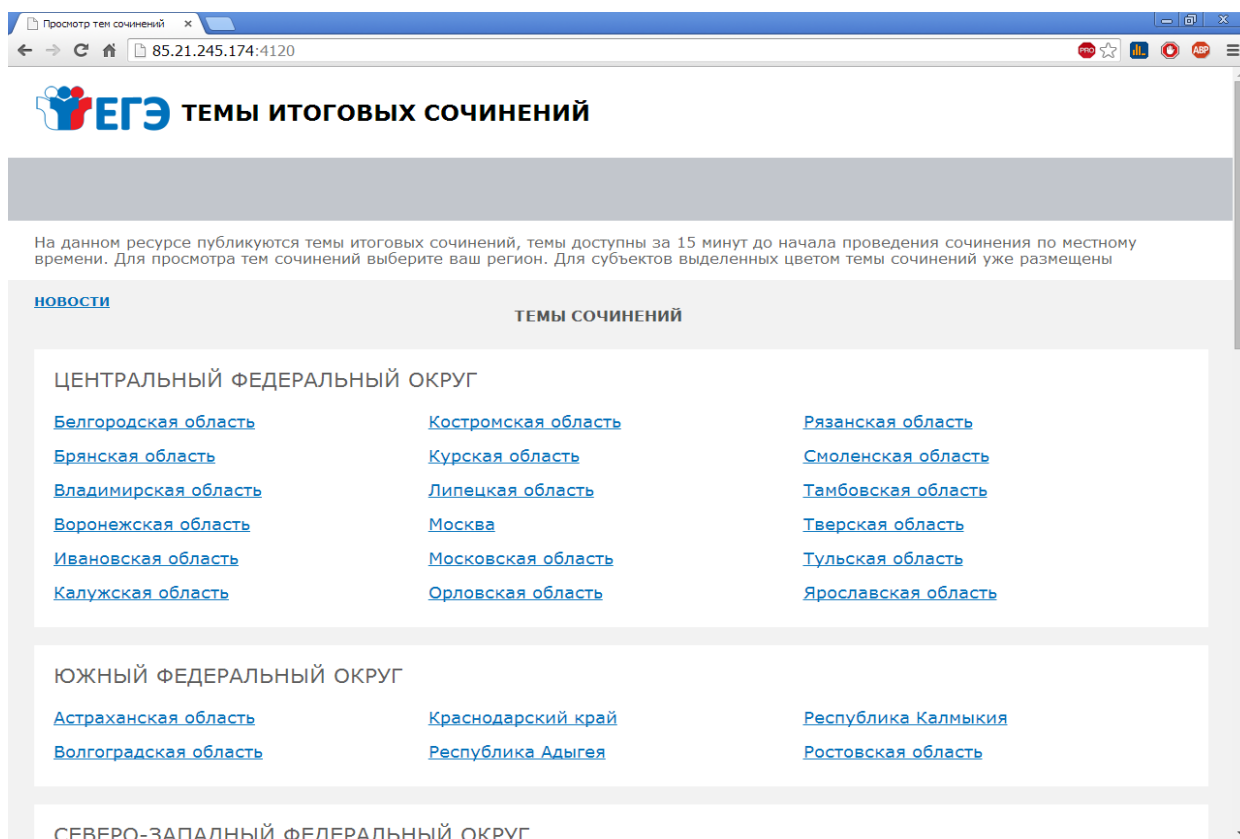 Просмотр тем сочинений
85.21.245.174:4120
PRO
ABP
ЕГЭ ТЕМЫ ИТОГОВЫХ СОЧИНЕНИЙ
На данном ресурсе публикуются темы итоговых сочинений, темы доступны за 15 минут до начала проведения сочинения по местному
времени. Для просмотра тем сочинений выберите ваш регион. Для субъектов выделенных цветом темы сочинений уже размещены
НОВОСТИ
ТЕМЫ СОЧИНЕНИЙ
ЦЕНТРАЛЬНЫЙ ФЕДЕРАЛЬНЫЙ ОКРУГ
Белгородская область Костромская область Рязанская область
Брянская область Курская область Смоленская область
Владимирская область Липецкая область Тамбовская область
Воронежская область Москва Тверская область
Ивановская область Московская область Тульская область
Калужская область Орловская область Ярославская область
ЮЖНЫЙ ФЕДЕРАЛЬНЫЙ ОКРУГ
Астраханская область Краснодарский край Республика Калмыкия
Волгоградская область Республика Адыгея Ростовская область
СЕВЕРО-ЗАПАДНЫЙ ФЕДЕРАЛЬНЫЙ ОКРУГ